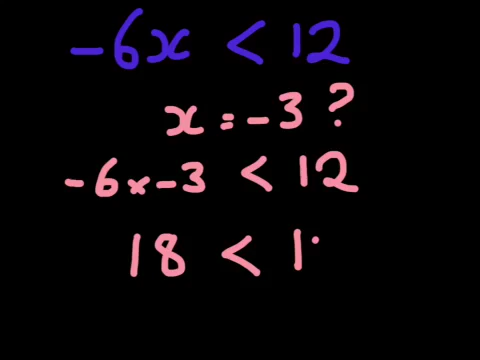 -6x < 12
x = -3 ?
-6 x -3 < 12
18 < 1